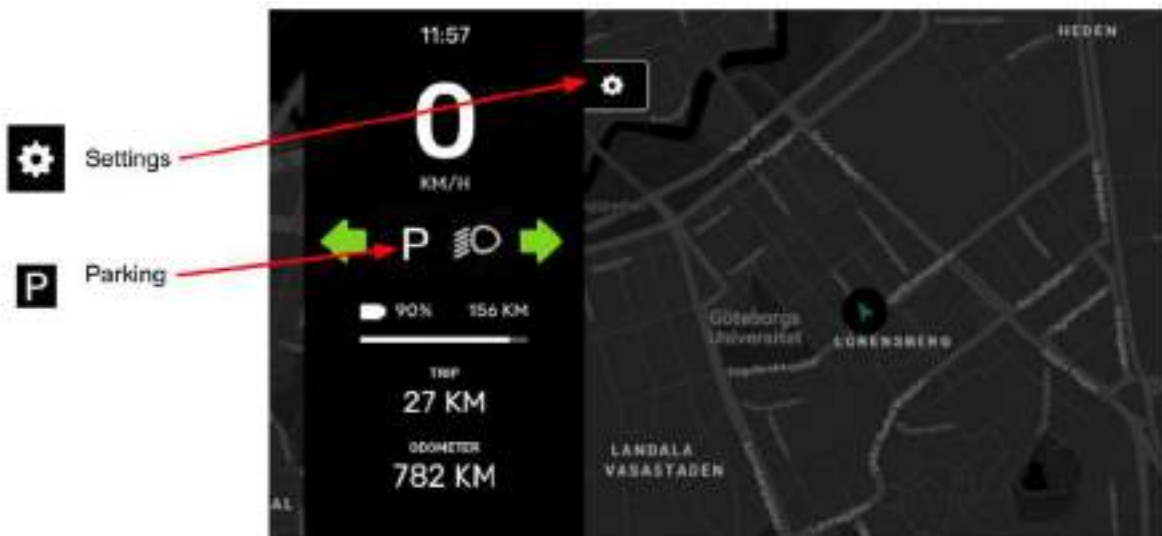 Settings
P
Parking
11:57
0
KM/H
P
90% 156 KM
TRIP
27 KM
ODOMETER
782 KM
AL
HEDEN
Göteborgs
Universitet
LORENSBERG
LANDALA
VASASTADEN